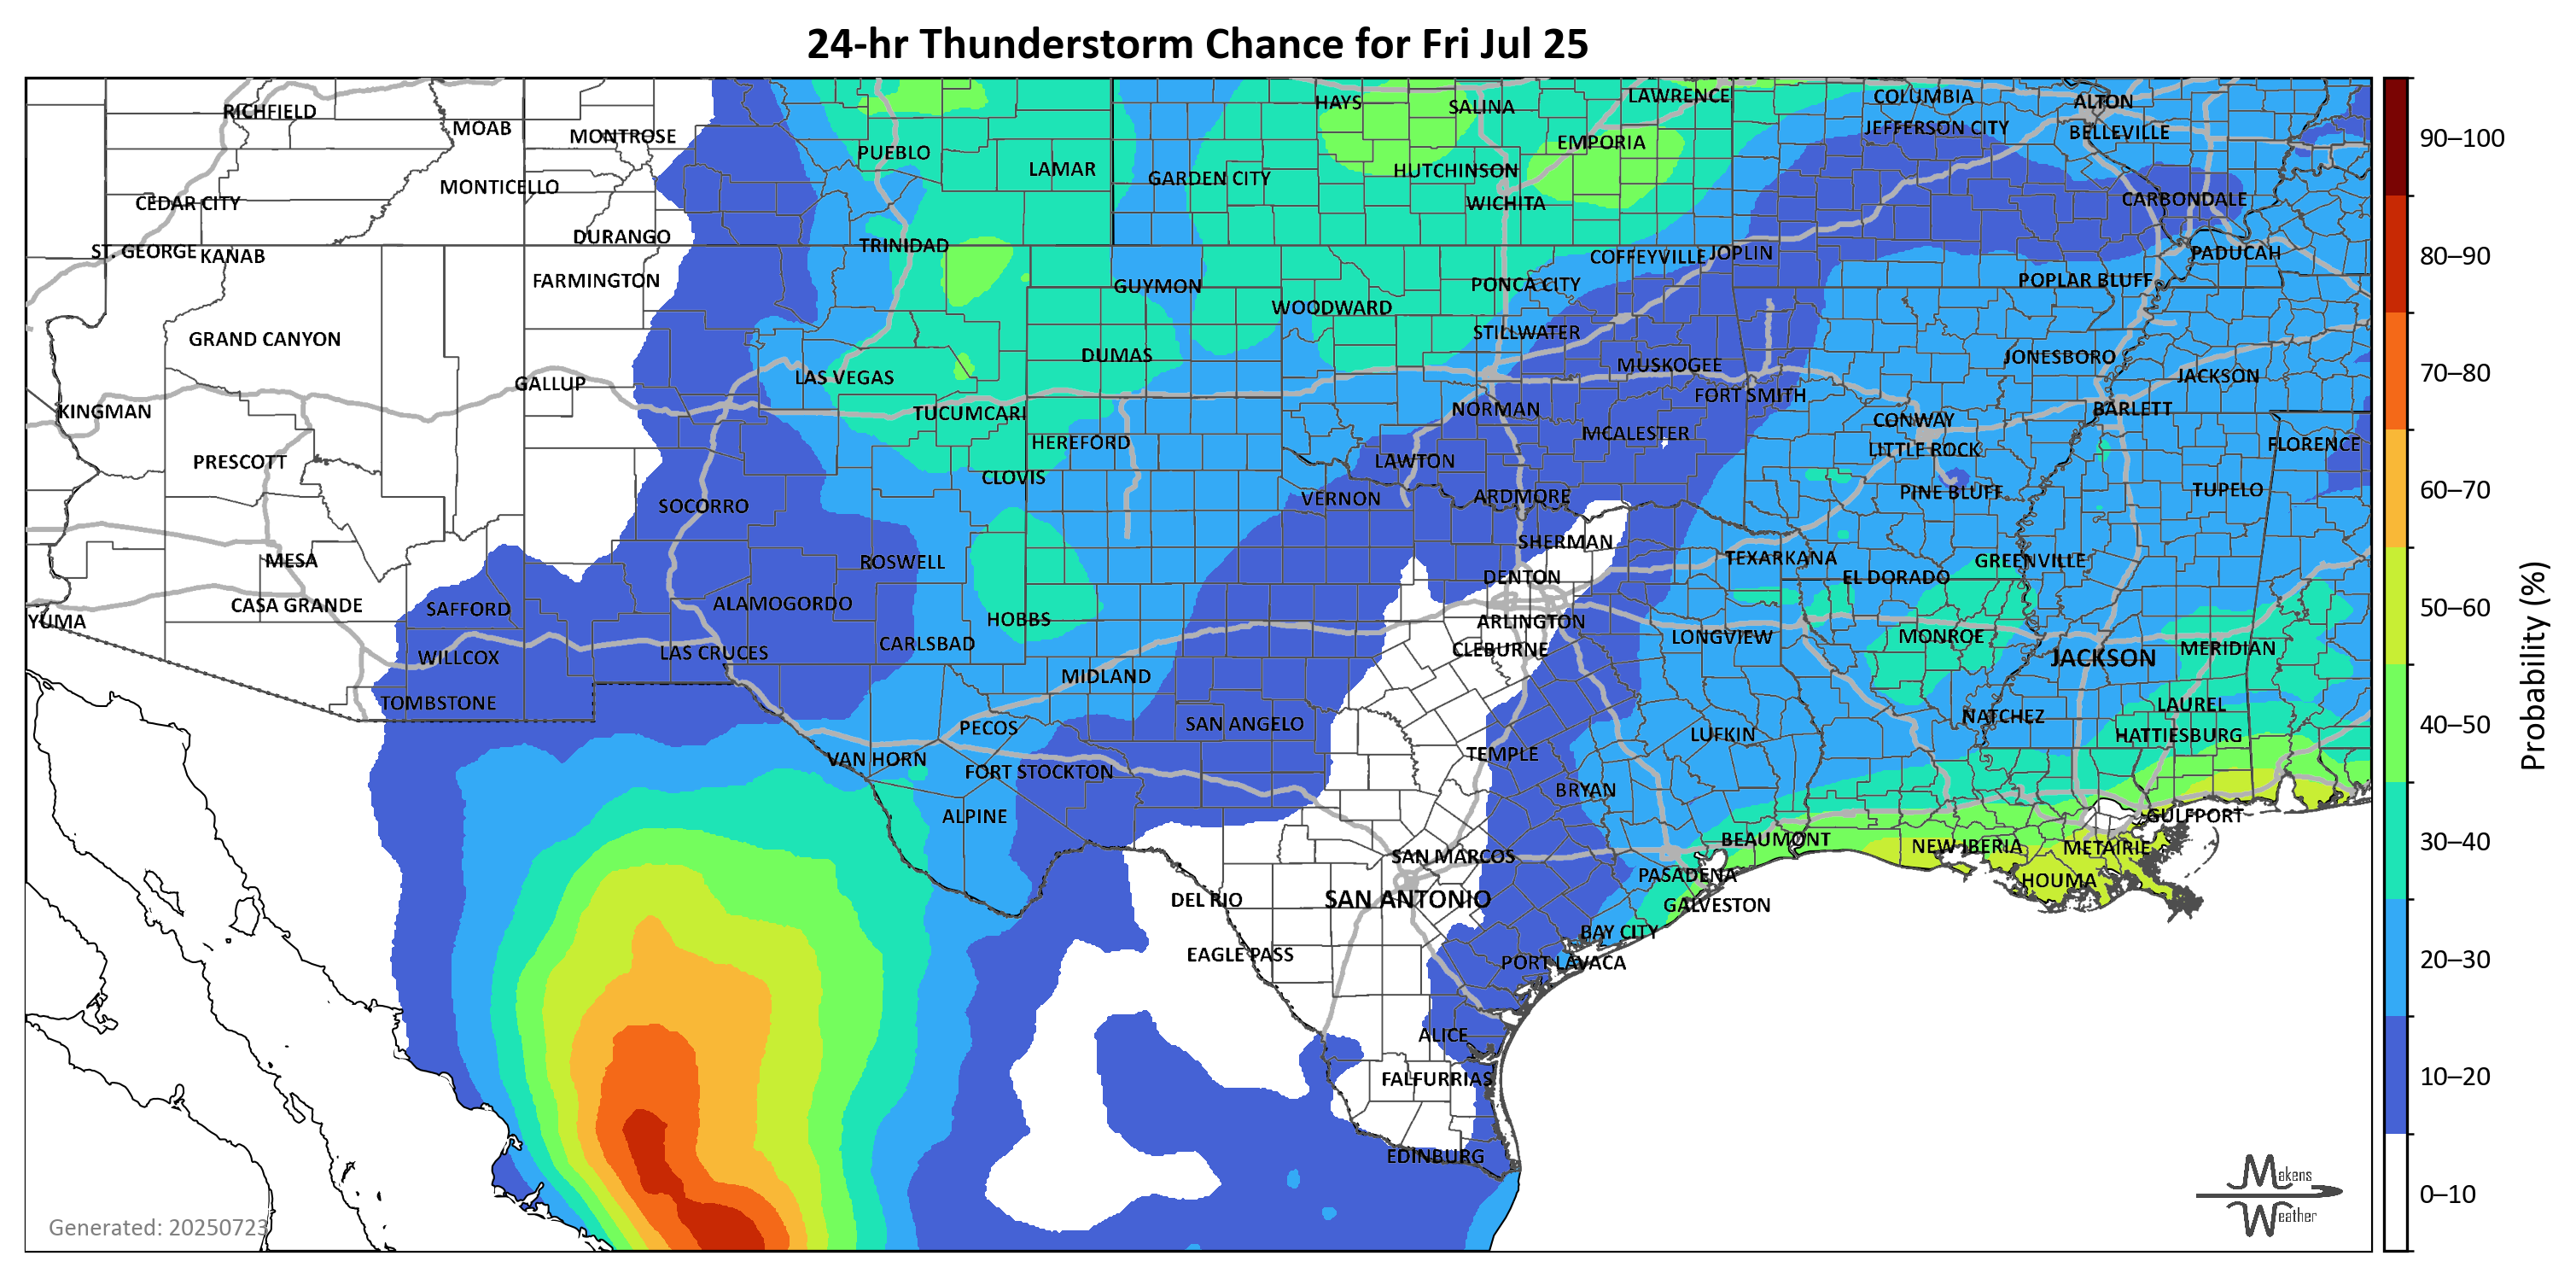 24-hr Thunderstorm Chance for Fri Jul 25
RICHFIELD
MOAB
MONTROSE
PUEBLO
LAMAR
GARDEN CITY
HAYS
SALINA
LAWRENCE
COLUMBIA
ALTON
JEFFERSON CITY
BELLEVILLE
EMPORIA
HUTCHINSON
WICHITA
CARBONDALE
MONTICELLO
CEDAR CITY
ST. GEORGE
KANAB
DURANGO
TRINIDAD
FARMINGTON
GUYMON
WOODWARD
PONCA CITY
COFFEYVILLE
JOPLIN
POPLAR BLUFF
PADUCAH
GRAND CANYON
DUMAS
STILLWATER
MUSKOGEE
JONESBORO
JACKSON
GALLUP
LAS VEGAS
FORT SMITH
KINGMAN
TUCUMCARI
NORMAN
CONWAY
BARLETT
HEREFORD
MCALESTER
LITTLE ROCK
FLORENCE
PRESCOTT
CLOVIS
LAWTON
PINE BLUFF
TUPELO
SOCORRO
VERNON
ARDMORE
MESA
ROSWELL
SHERMAN
TEXARKANA
GREENVILLE
DENTON
EL DORADO
CASA GRANDE
SAFFORD
ALAMOGORDO
YUMA
HOBBS
ARLINGTON
LONGVIEW
MONROE
CARLSBAD
CLEBURNE
JACKSON
MERIDIAN
WILLCOX
LAS CRUCES
MIDLAND
TOMBSTONE
PECOS
SAN ANGELO
LUFKIN
NATCHEZ
LAUREL
HATTIESBURG
VAN HORN
FORT STOCKTON
TEMPLE
BRYAN
ALPINE
GULFPORT
SAN MARCOS
BEAUMONT
NEW IBERIA
METAIRIE
DEL RIO
SAN ANTONIO
PASADENA
HOUMA
GALVESTON
EAGLE PASS
BAY CITY
PORT LAVACA
ALICE
FALFURRIAS
EDINBURG
Generated: 20250723
Makens
Weather
90–100
80–90
70–80
60–70
50–60
40–50
30–40
20–30
10–20
0–10
Probability (%)